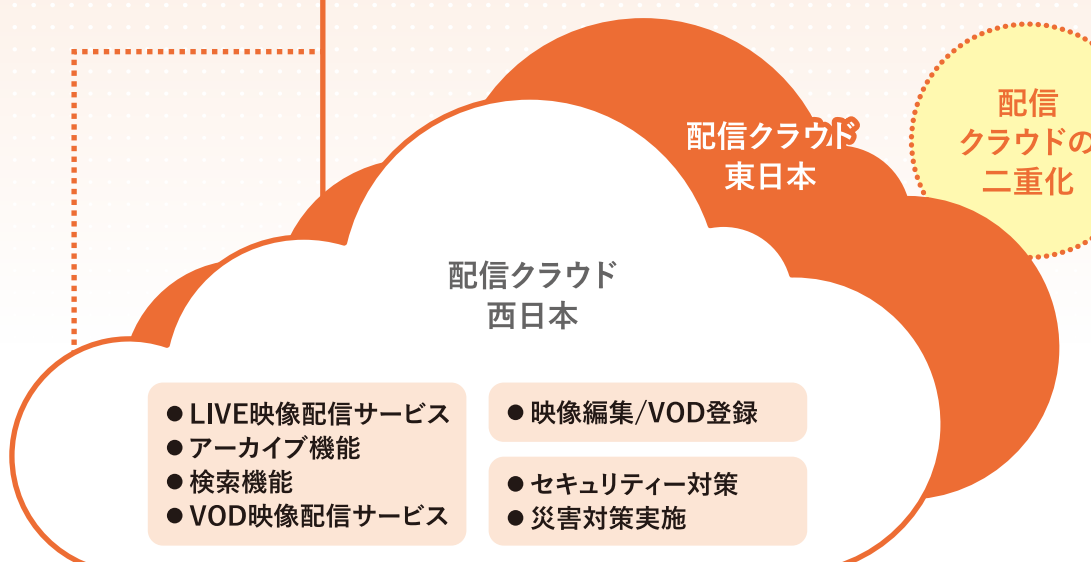 配信クラウド
東日本
配信
クラウドの
二重化
配信クラウド
西日本
●LIVE映像配信サービス
●アーカイブ機能
●検索機能
●VOD映像配信サービス
●映像編集/VOD登録
●セキュリティー対策
●災害対策実施